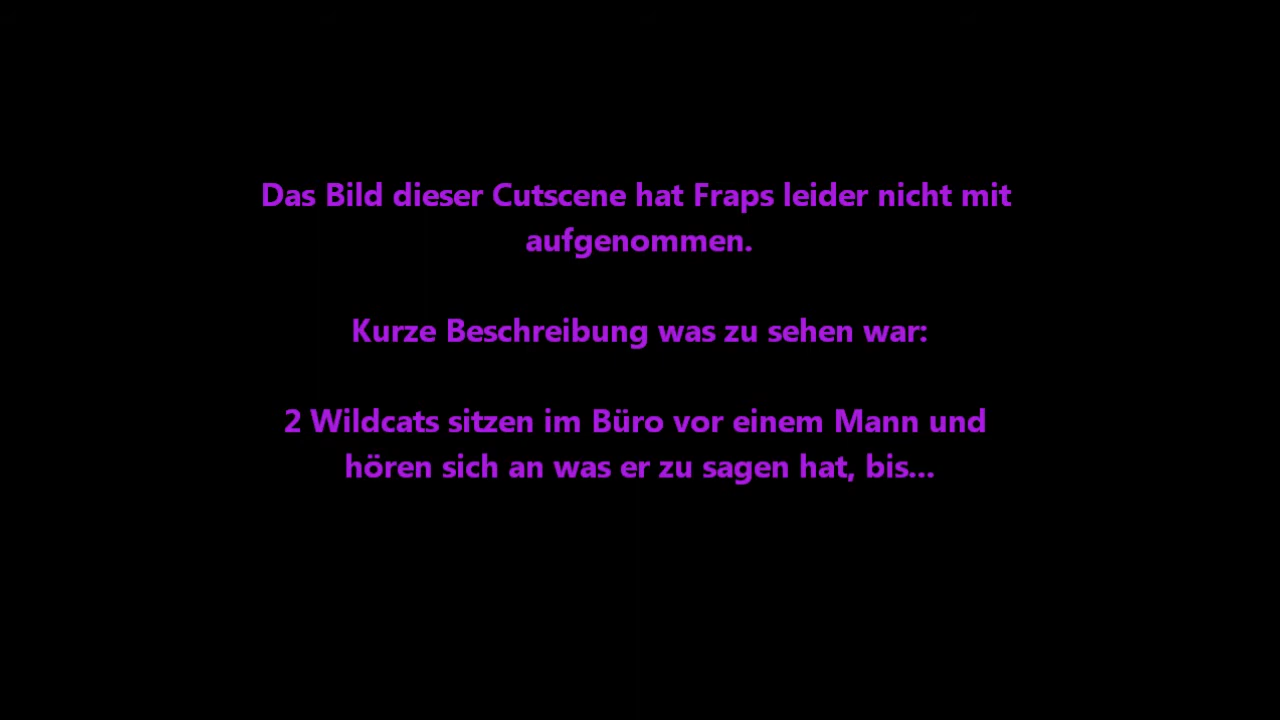 Das Bild dieser Cutscene hat Fraps leider nicht mit
aufgenommen.
Kurze Beschreibung was zu sehen war:
2 Wildcats sitzen im Büro vor einem Mann und
hören sich an was er zu sagen hat, bis...